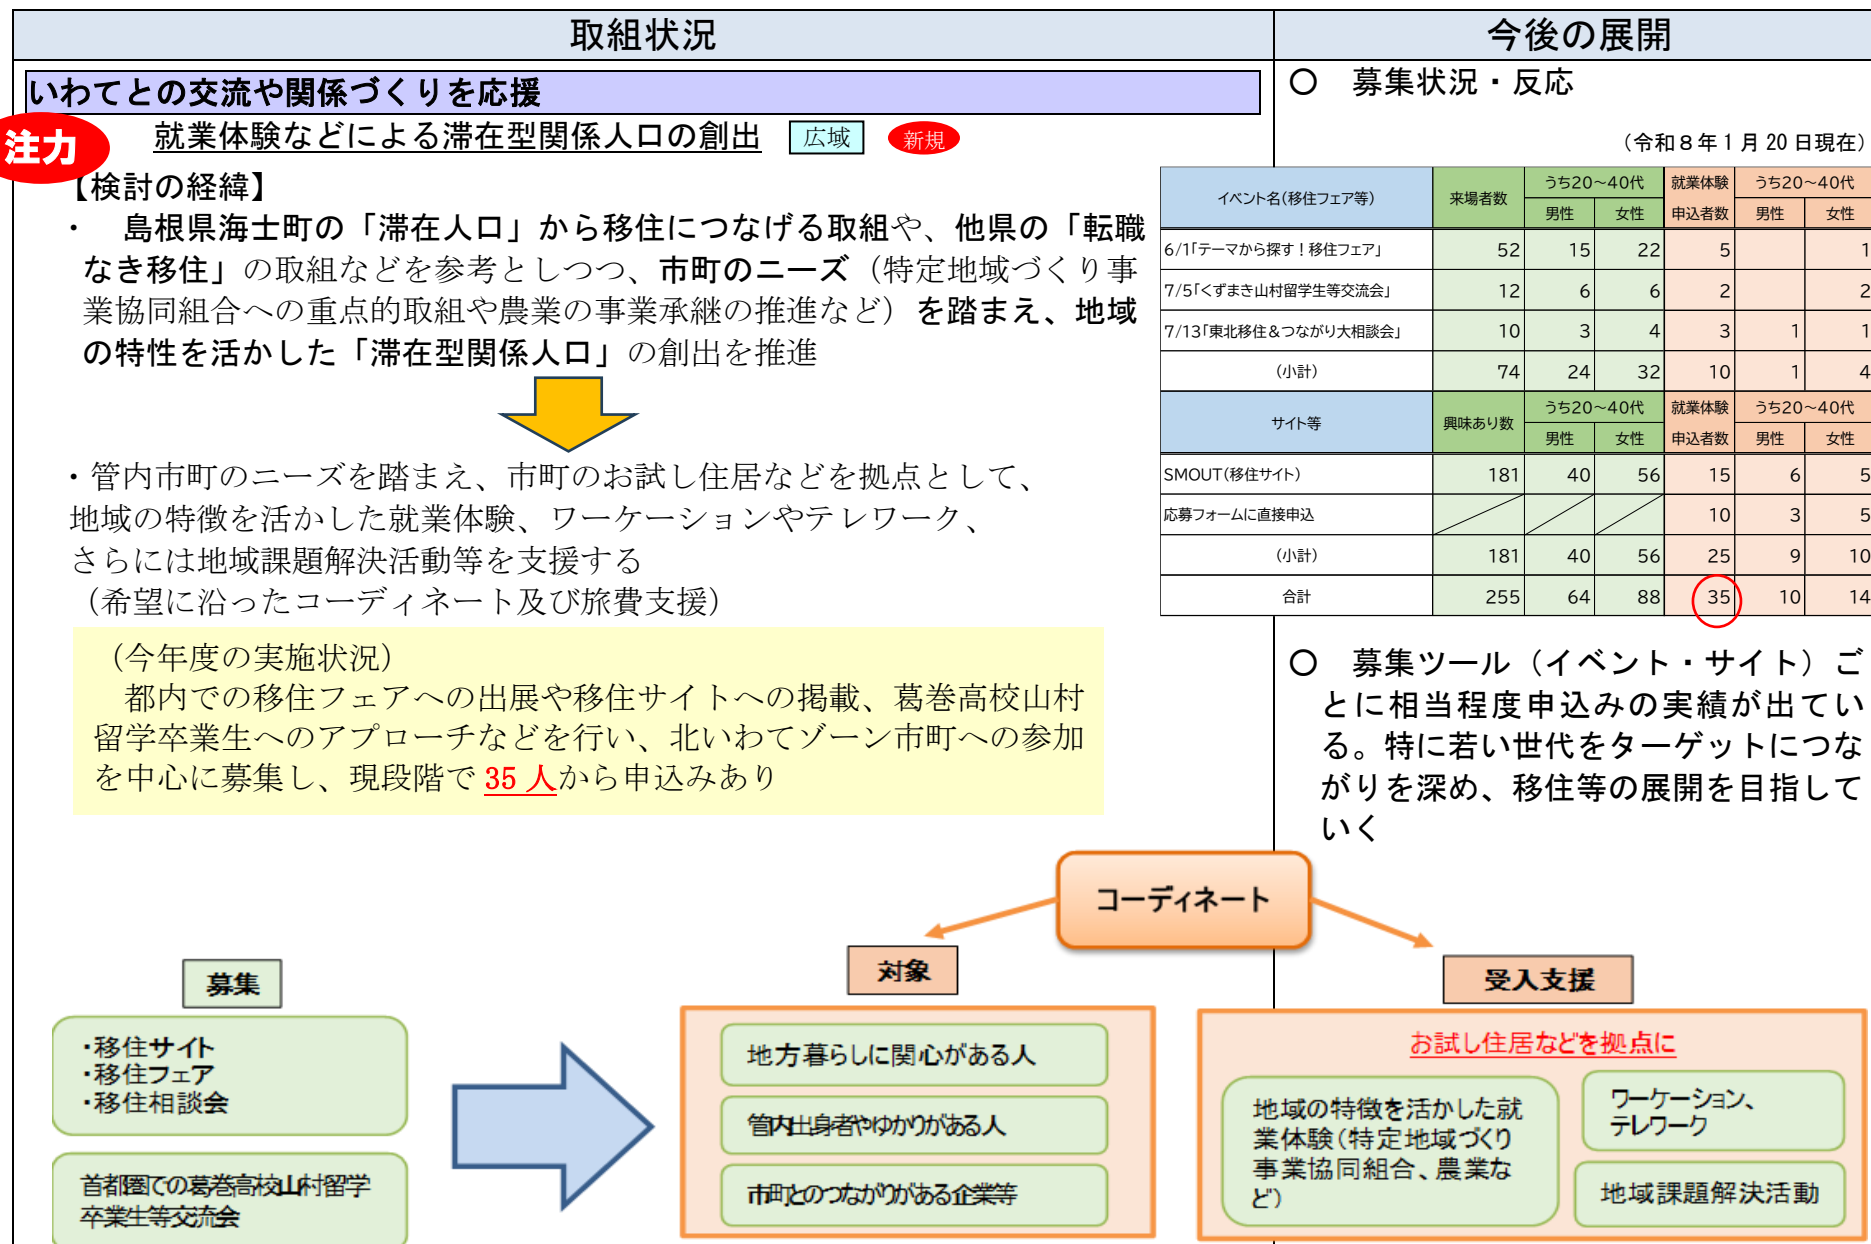 取組状況
今後の展開
いわてとの交流や関係づくりを応援
注力
就業体験などによる滞在型関係人口の創出 広域 新規
【検討の経緯】
・ 島根県海士町の「滞在人口」から移住につなげる取組や、他県の「転職
なき移住」の取組などを参考としつつ、市町のニーズ（特定地域づくり事
業協同組合への重点的取組や農業の事業承継の推進など）を踏まえ、地域
の特性を活かした「滞在型関係人口」の創出を推進
・管内市町のニーズを踏まえ、市町のお試し住居などを拠点として、
地域の特徴を活かした就業体験、ワーケーションやテレワーク、
さらには地域課題解決活動等を支援する
（希望に沿ったコーディネート及び旅費支援）
（今年度の実施状況）
都内での移住フェアへの出展や移住サイトへの掲載、葛巻高校山村
留学卒業生へのアプローチなどを行い、北いわてゾーン市町への参加
を中心に募集し、現段階で 35 人から申込みあり
〇 募集状況・反応
（令和８年１月 20 日現在）
イベント名(移住フェア等) 来場者数 うち20～40代 就業体験 うち20～40代
男性 女性 申込者数 男性 女性
6/1「テーマから探す！移住フェア」 52 15 22 5 1
7/5「くずまき山村留学生等交流会」 12 6 6 2 2
7/13「東北移住＆つながり大相談会」 10 3 4 3 1 1
(小計) 74 24 32 10 1 4
サイト等 興味あり数 うち20～40代 就業体験 うち20～40代
男性 女性 申込者数 男性 女性
SMOUT(移住サイト) 181 40 56 15 6 5
応募フォームに直接申込 10 3 5
(小計) 181 40 56 25 9 10
合計 255 64 88 35 10 14
〇 募集ツール（イベント・サイト）ご
とに相当程度申込みの実績が出てい
る。特に若い世代をターゲットにつな
がりを深め、移住等の展開を目指して
いく
コーディネート
募集
・移住サイト
・移住フェア
・移住相談会
首都圏での葛巻高校山村留学
卒業生等交流会
対象
地方暮らしに関心がある人
管内出身者やゆかりがある人
市町とのつながりがある企業等
受入支援
お試し住居などを拠点に
地域の特徴を活かした就
業体験(特定地域づくり
事業協同組合、農業な
ど)
ワーケーション、
テレワーク
地域課題解決活動